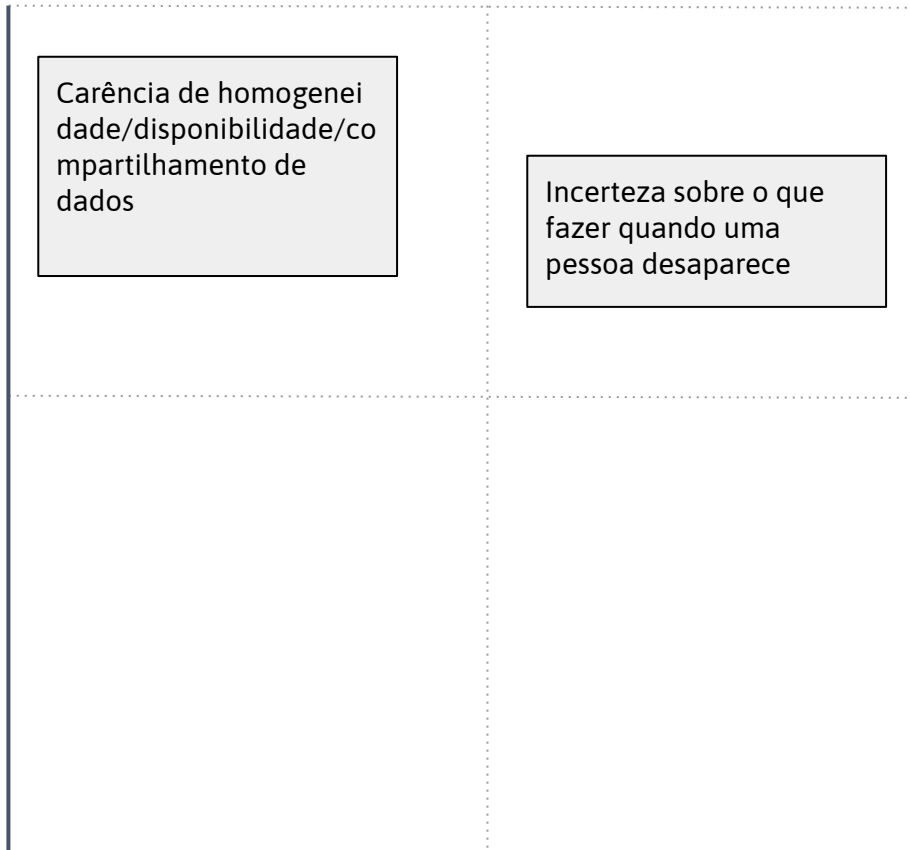 Carência de homogenei
dade/disponibilidade/co
mpartilhamento de
dados
Incerteza sobre o que
fazer quando uma
pessoa desaparece